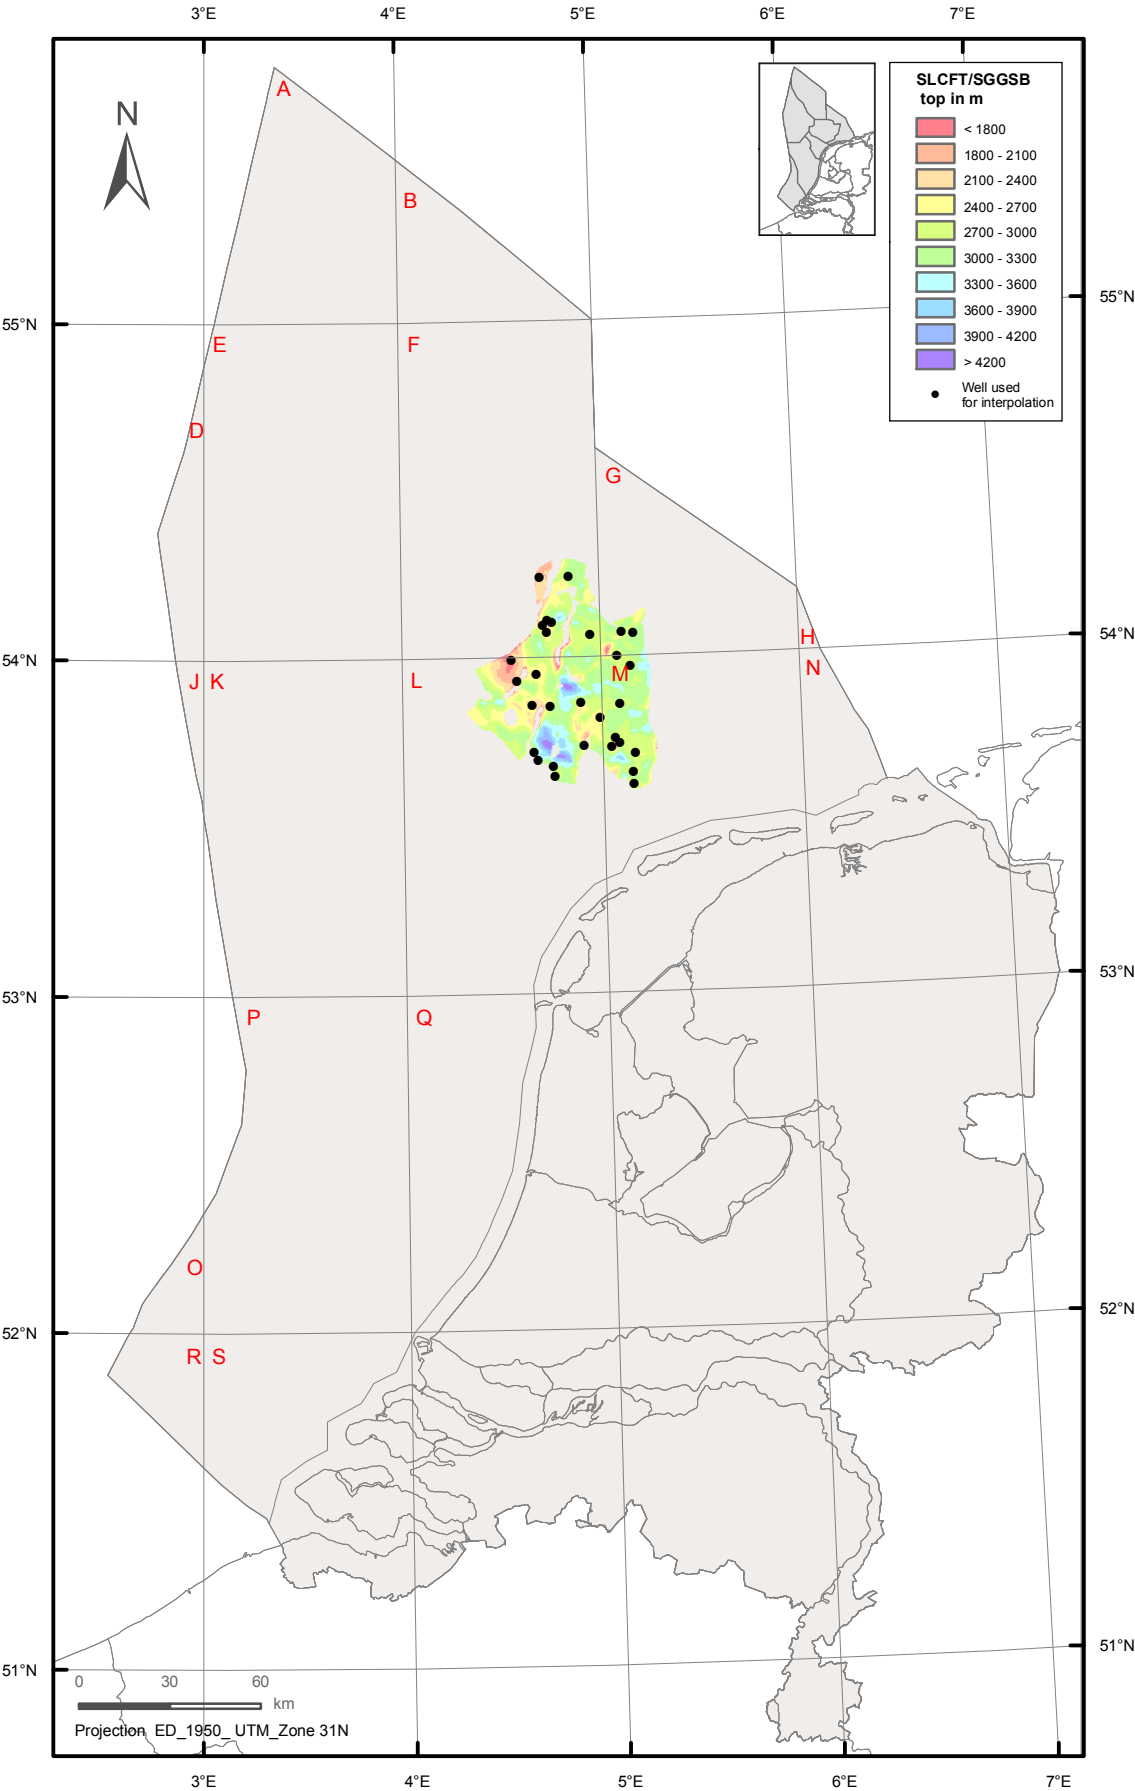 3°E 4°E 5°E 6°E 7°E
N
SLCFT/SGGSB
top in m
< 1800
1800 - 2100
2100 - 2400
2400 - 2700
2700 - 3000
3000 - 3300
3300 - 3600
3600 - 3900
3900 - 4200
> 4200
Well used
for interpolation
A
B
55°N 55°N
E F
D
G
54°N 54°N
H
J K L M N
53°N 53°N
P Q
O
52°N 52°N
R S
51°N 51°N
0 30 60
km
Projection ED_1950_ UTM_Zone 31N
3°E 4°E 5°E 6°E 7°E